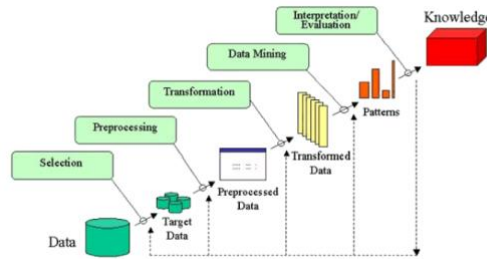 Interpretation/
Evaluation
Knowledge
Data Mining
Transformation
Patterns
Preprocessing
Transformed
Data
Selection
Preprocessed Data
Target
Data
Data